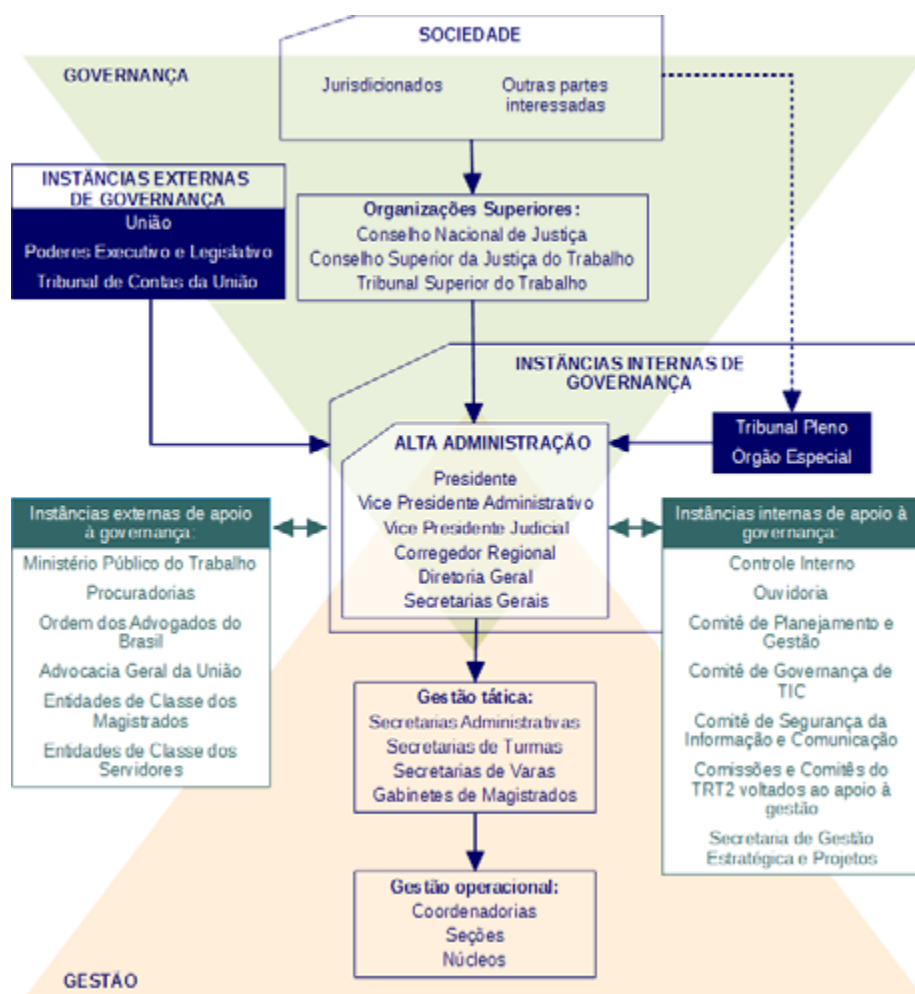 SOCIEDADE
GOVERNANÇA
Jurisdicionados
Outras partes
interessadas
INSTÂNCIAS EXTERNAS
DE GOVERNANÇA
União
Poderes Executivo e Legislativo
Tribunal de Contas da União
Organizações Superiores:
Conselho Nacional de Justiça
Conselho Superior da Justiça do Trabalho
Tribunal Superior do Trabalho
INSTÂNCIAS INTERNAS DE
GOVERNANÇA
Tribunal Pleno
Órgão Especial
ALTA ADMINISTRAÇÃO
Presidente
Vice Presidente Administrativo
Vice Presidente Judicial
Corregedor Regional
Diretoria Geral
Secretarias Gerais
Instâncias externas de apoio
à governança:
Ministério Público do Trabalho
Procuradorias
Ordem dos Advogados do
Brasil
Advocacia Geral da União
Entidades de Classe dos
Magistrados
Entidades de Classe dos
Servidores
Instâncias internas de apoio à
governança:
Controle Interno
Ouvidoria
Comitê de Planejamento e
Gestão
Comitê de Governança de
TIC
Comitê de Segurança da
Informação e Comunicação
Comissões e Comitês do
TRT2 voltados ao apoio à
gestão
Secretaria de Gestão
Estratégica e Projetos
Gestão tática:
Secretarias Administrativas
Secretarias de Turmas
Secretarias de Varas
Gabinetes de Magistrados
Gestão operacional:
Coordenadorias
Seções
Núcleos
GESTÃO